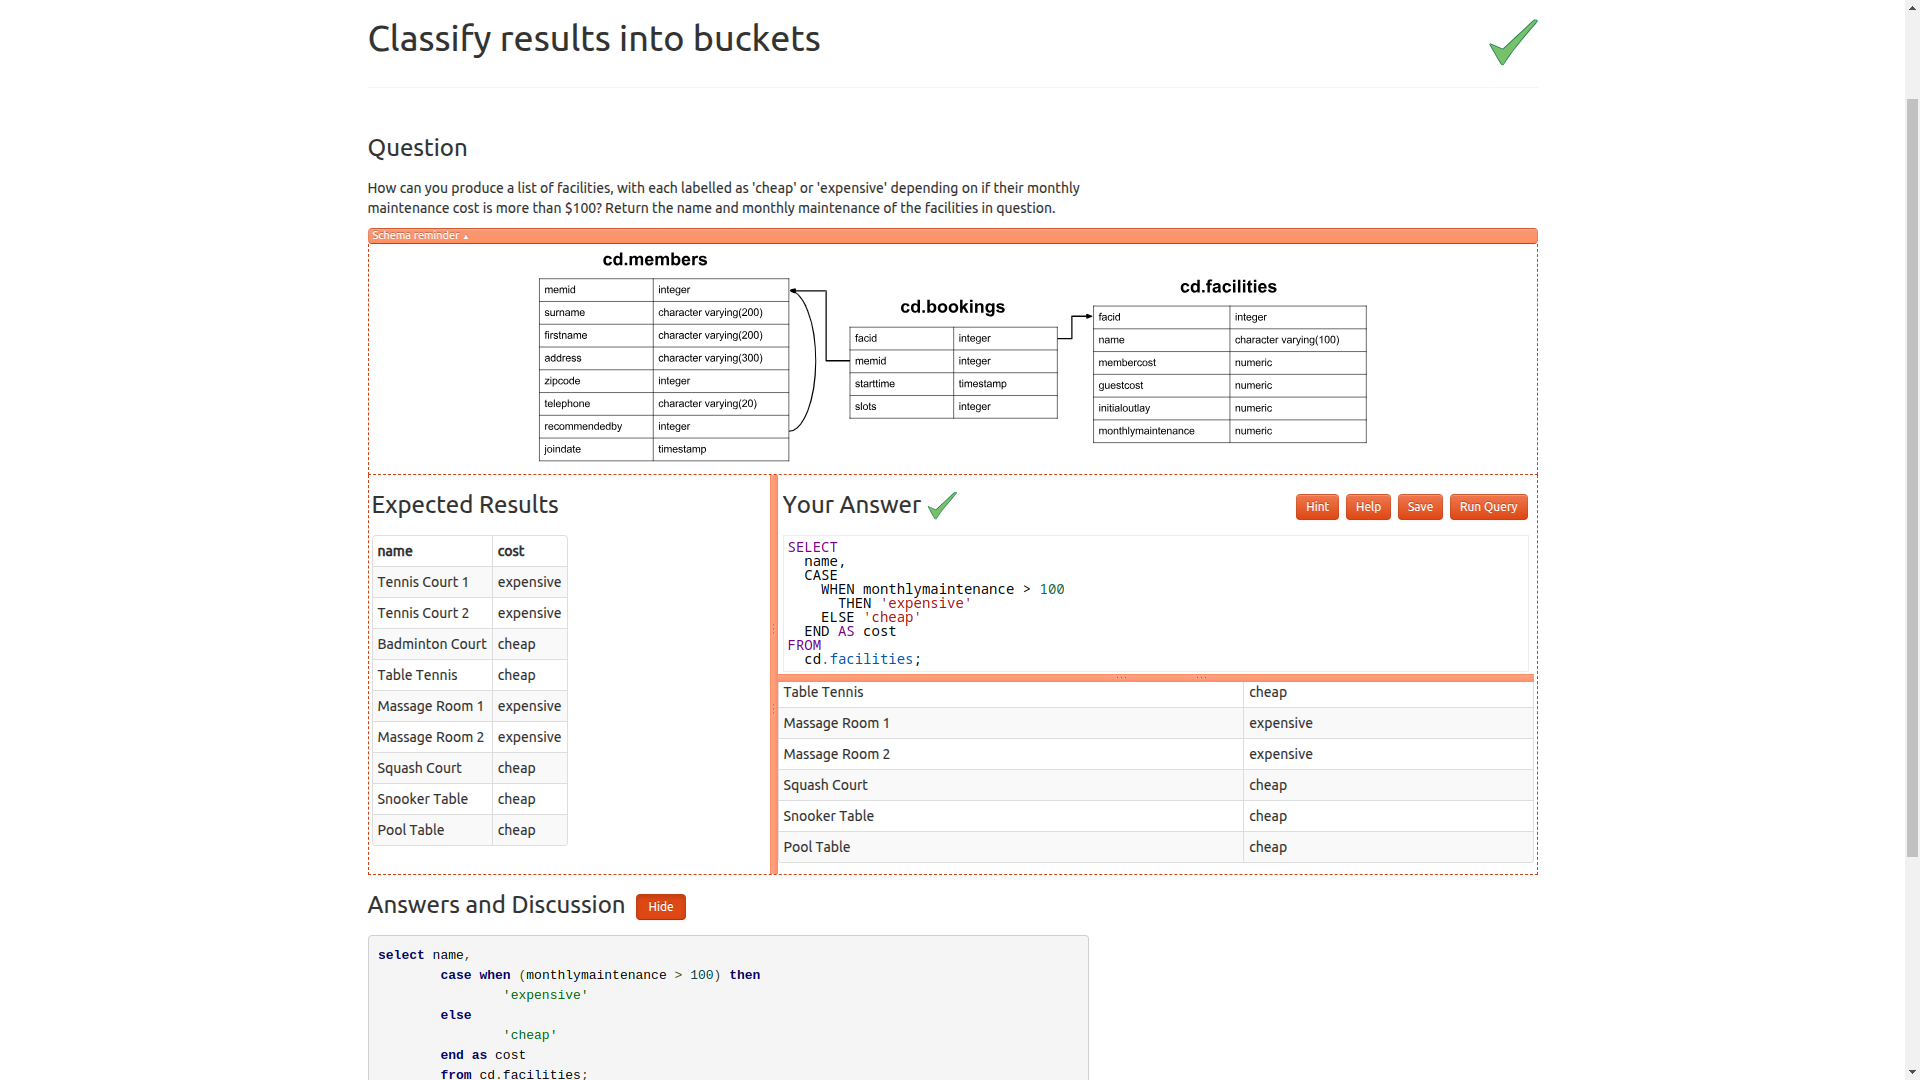 Classify results into buckets
Question
How can you produce a list of facilities, with each labelled as 'cheap' or 'expensive' depending on if their monthly
maintenance cost is more than $100? Return the name and monthly maintenance of the facilities in question.
Schema reminder ▴
cd.members
memid integer
surname character varying(200)
firstname character varying(200)
address character varying(300)
zipcode integer
telephone character varying(20)
recommendedby integer
joindate timestamp
cd.bookings
facid integer
memid integer
starttime timestamp
slots integer
cd.facilities
facid integer
name character varying(100)
membercost numeric
guestcost numeric
initialoutlay numeric
monthlymaintenance numeric
Expected Results
name cost
Tennis Court 1 expensive
Tennis Court 2 expensive
Badminton Court cheap
Table Tennis cheap
Massage Room 1 expensive
Massage Room 2 expensive
Squash Court cheap
Snooker Table cheap
Pool Table cheap
Your Answer
Hint Help Save Run Query
SELECT
  name,
  CASE
    WHEN monthlymaintenance > 100
      THEN 'expensive'
    ELSE 'cheap'
  END AS cost
FROM
  cd.facilities;
Table Tennis cheap
Massage Room 1 expensive
Massage Room 2 expensive
Squash Court cheap
Snooker Table cheap
Pool Table cheap
Answers and Discussion Hide
select name,
        case when (monthlymaintenance > 100) then
                'expensive'
        else
                'cheap'
        end as cost
        from cd.facilities;